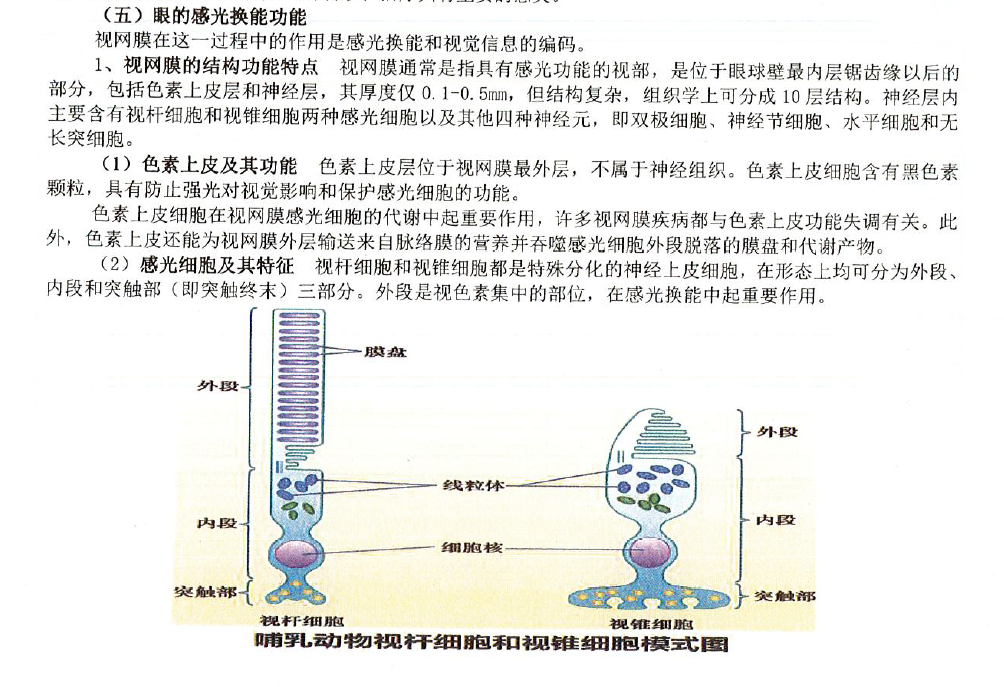 （五）眼的感光换能功能
视网膜在这一过程中的作用是感光换能和视觉信息的编码。
1、视网膜的结构功能特点　视网膜通常是指具有感光功能的视部，是位于眼球壁最内层锯齿缘以后的
部分，包括色素上皮层和神经层，其厚度仅 0.1-0.5mm，但结构复杂，组织学上可分成 10 层结构。神经层内
主要含有视杆细胞和视锥细胞两种感光细胞以及其他四种神经元，即双极细胞、神经节细胞、水平细胞和无
长突细胞。
（1）色素上皮及其功能　色素上皮层位于视网膜最外层，不属于神经组织。色素上皮细胞含有黑色素
颗粒，具有防止强光对视觉影响和保护感光细胞的功能。
色素上皮细胞在视网膜感光细胞的代谢中起重要作用，许多视网膜疾病都与色素上皮功能失调有关。此
外，色素上皮还能为视网膜外层输送来自脉络膜的营养并吞噬感光细胞外段脱落的膜盘和代谢产物。
（2）感光细胞及其特征　视杆细胞和视锥细胞都是特殊分化的神经上皮细胞，在形态上均可分为外段、
内段和突触部（即突触终末）三部分。外段是视色素集中的部位，在感光换能中起重要作用。
膜盘
外段
外段
线粒体
内段
内段
细胞核
突触部
突触部
视杆细胞
视锥细胞
哺乳动物视杆细胞和视锥细胞模式图